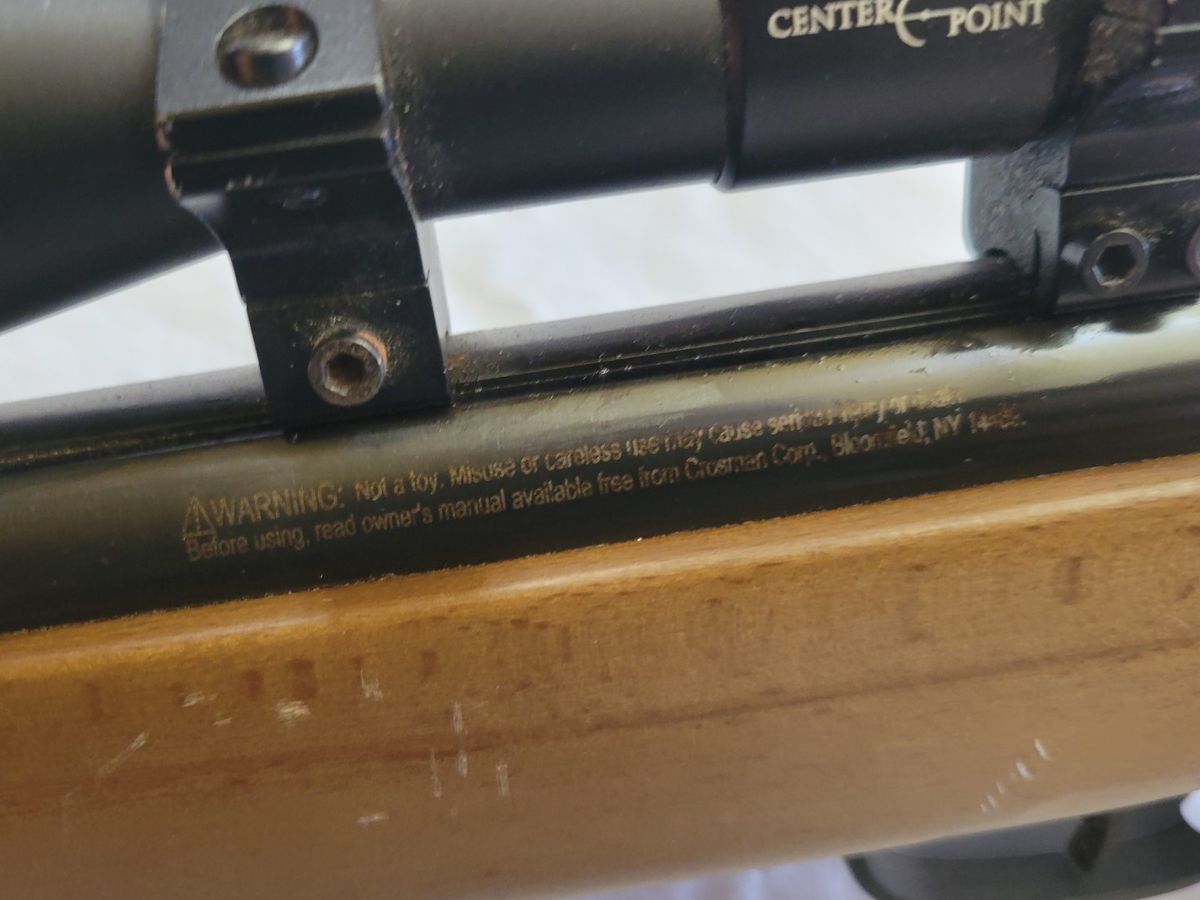 CENTER POINT
⚠WARNING: Not a toy. Misuse or careless use may cause serious injury or death.
Before using, read owner's manual available free from Crosman Corp., Bloomfield, NY